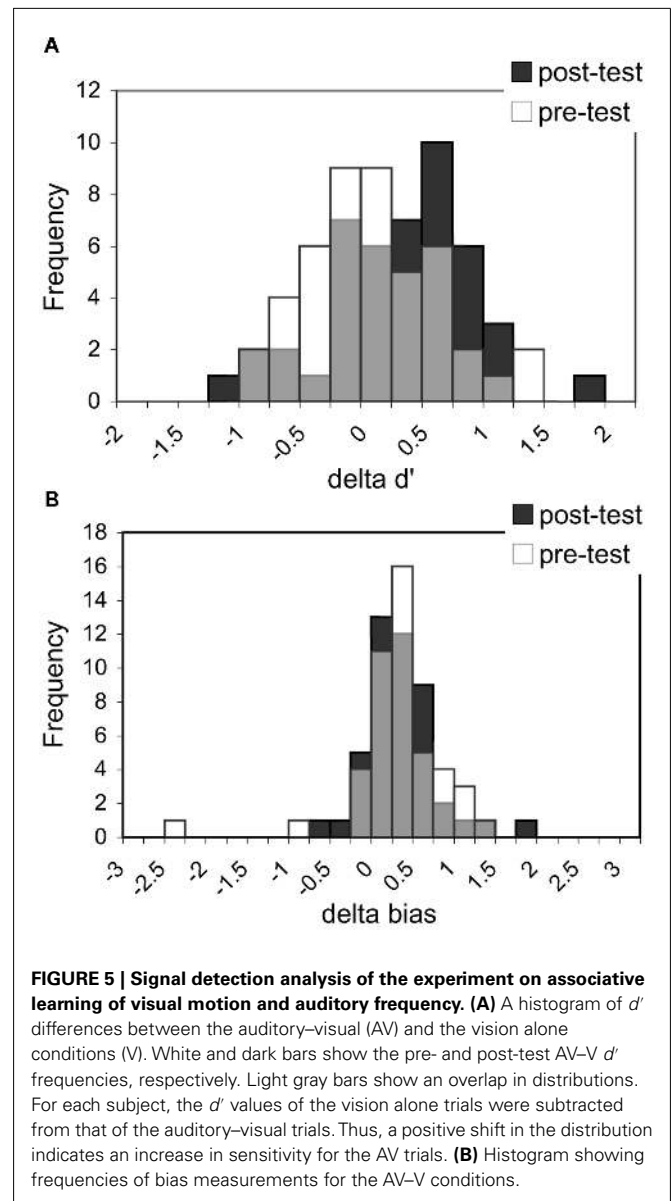 A
post-test
pre-test
12
10
8
6
4
2
0
Frequency
-2
-1.5
-1
-0.5
0
0.5
1
1.5
2
delta d'
B
post-test
pre-test
18
16
14
12
10
8
6
4
2
0
Frequency
-3
-2.5
-2
-1.5
-1
-0.5
0
0.5
1
1.5
2
2.5
3
delta bias
FIGURE 5 | Signal detection analysis of the experiment on associative
learning of visual motion and auditory frequency. (A) A histogram of d′
differences between the auditory–visual (AV) and the vision alone
conditions (V). White and dark bars show the pre- and post-test AV–V d′
frequencies, respectively. Light gray bars show an overlap in distributions.
For each subject, the d′ values of the vision alone trials were subtracted
from that of the auditory–visual trials. Thus, a positive shift in the distribution
indicates an increase in sensitivity for the AV trials. (B) Histogram showing
frequencies of bias measurements for the AV–V conditions.